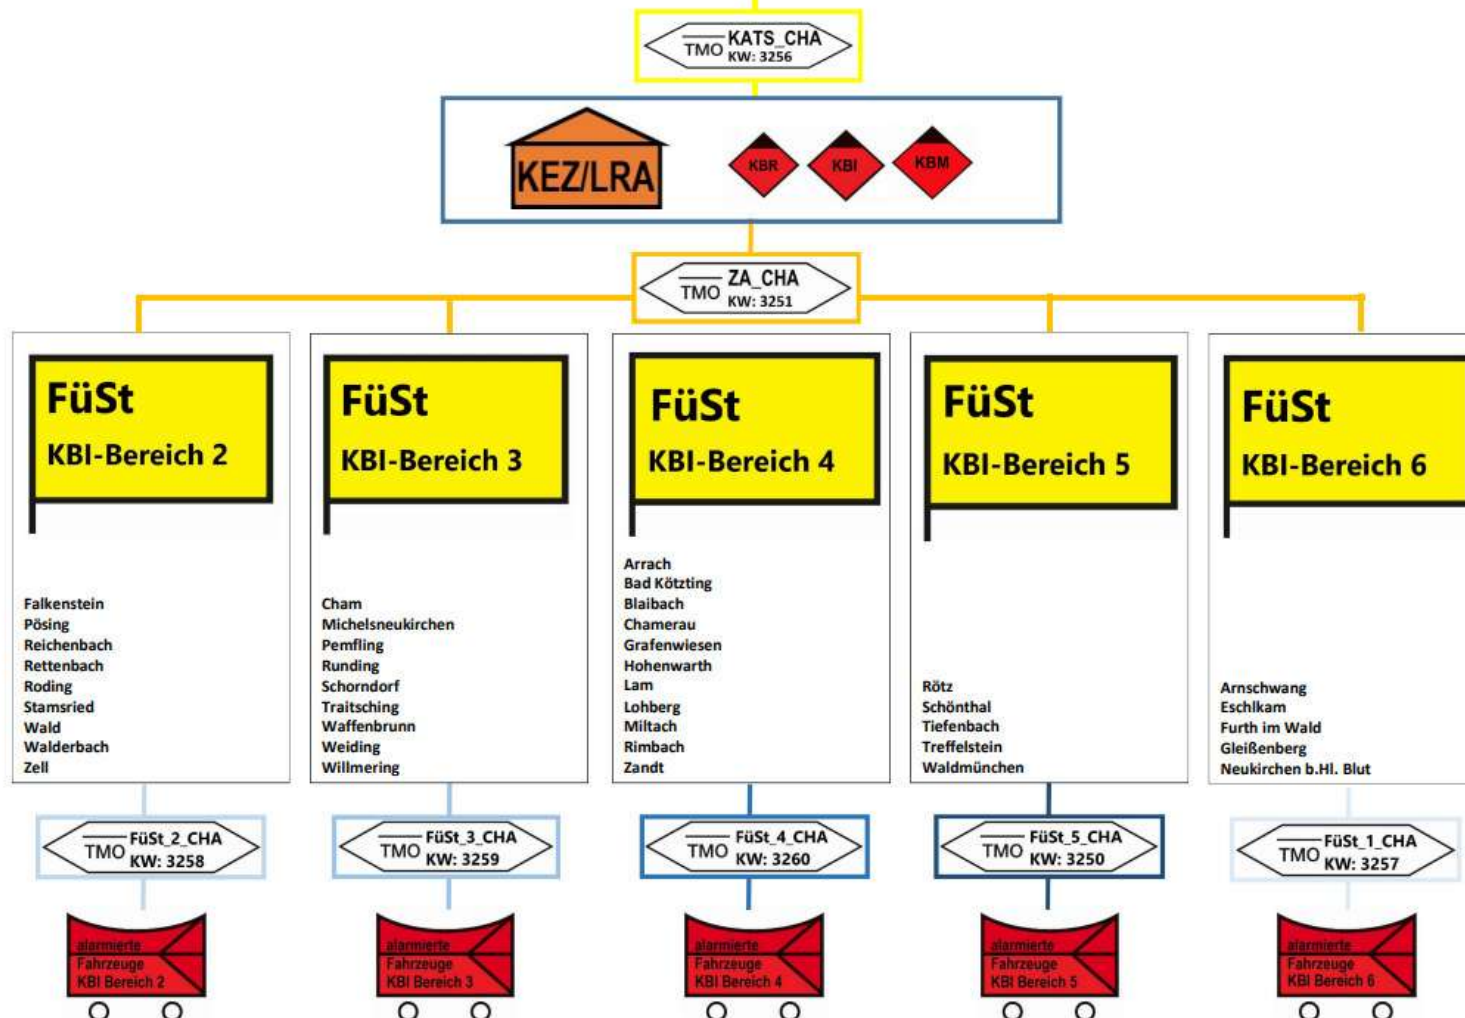 TMO KATS_CHA
KW: 3256
KEZ/LRA
KBR
KBI
KBM
TMO ZA_CHA
KW: 3251
FüSt
KBI-Bereich 2
Falkenstein
Pösing
Reichenbach
Rettenbach
Roding
Stamsried
Wald
Walderbach
Zell
TMO FüSt_2_CHA
KW: 3258
alarmierte
Fahrzeuge
KBI Bereich 2
FüSt
KBI-Bereich 3
Cham
Michelsneukirchen
Pemfling
Runding
Schorndorf
Traitsching
Waffenbrunn
Weiding
Willmering
TMO FüSt_3_CHA
KW: 3259
alarmierte
Fahrzeuge
KBI Bereich 3
FüSt
KBI-Bereich 4
Arrach
Bad Kötzting
Blaibach
Chamerau
Grafenwiesen
Hohenwarth
Lam
Lohberg
Miltach
Rimbach
Zandt
TMO FüSt_4_CHA
KW: 3260
alarmierte
Fahrzeuge
KBI Bereich 4
FüSt
KBI-Bereich 5
Rötz
Schönthal
Tiefenbach
Treffelstein
Waldmünchen
TMO FüSt_5_CHA
KW: 3250
alarmierte
Fahrzeuge
KBI Bereich 5
FüSt
KBI-Bereich 6
Arnschwang
Eschlkam
Furth im Wald
Gleißenberg
Neukirchen b.Hl. Blut
TMO FüSt_1_CHA
KW: 3257
alarmierte
Fahrzeuge
KBI Bereich 6